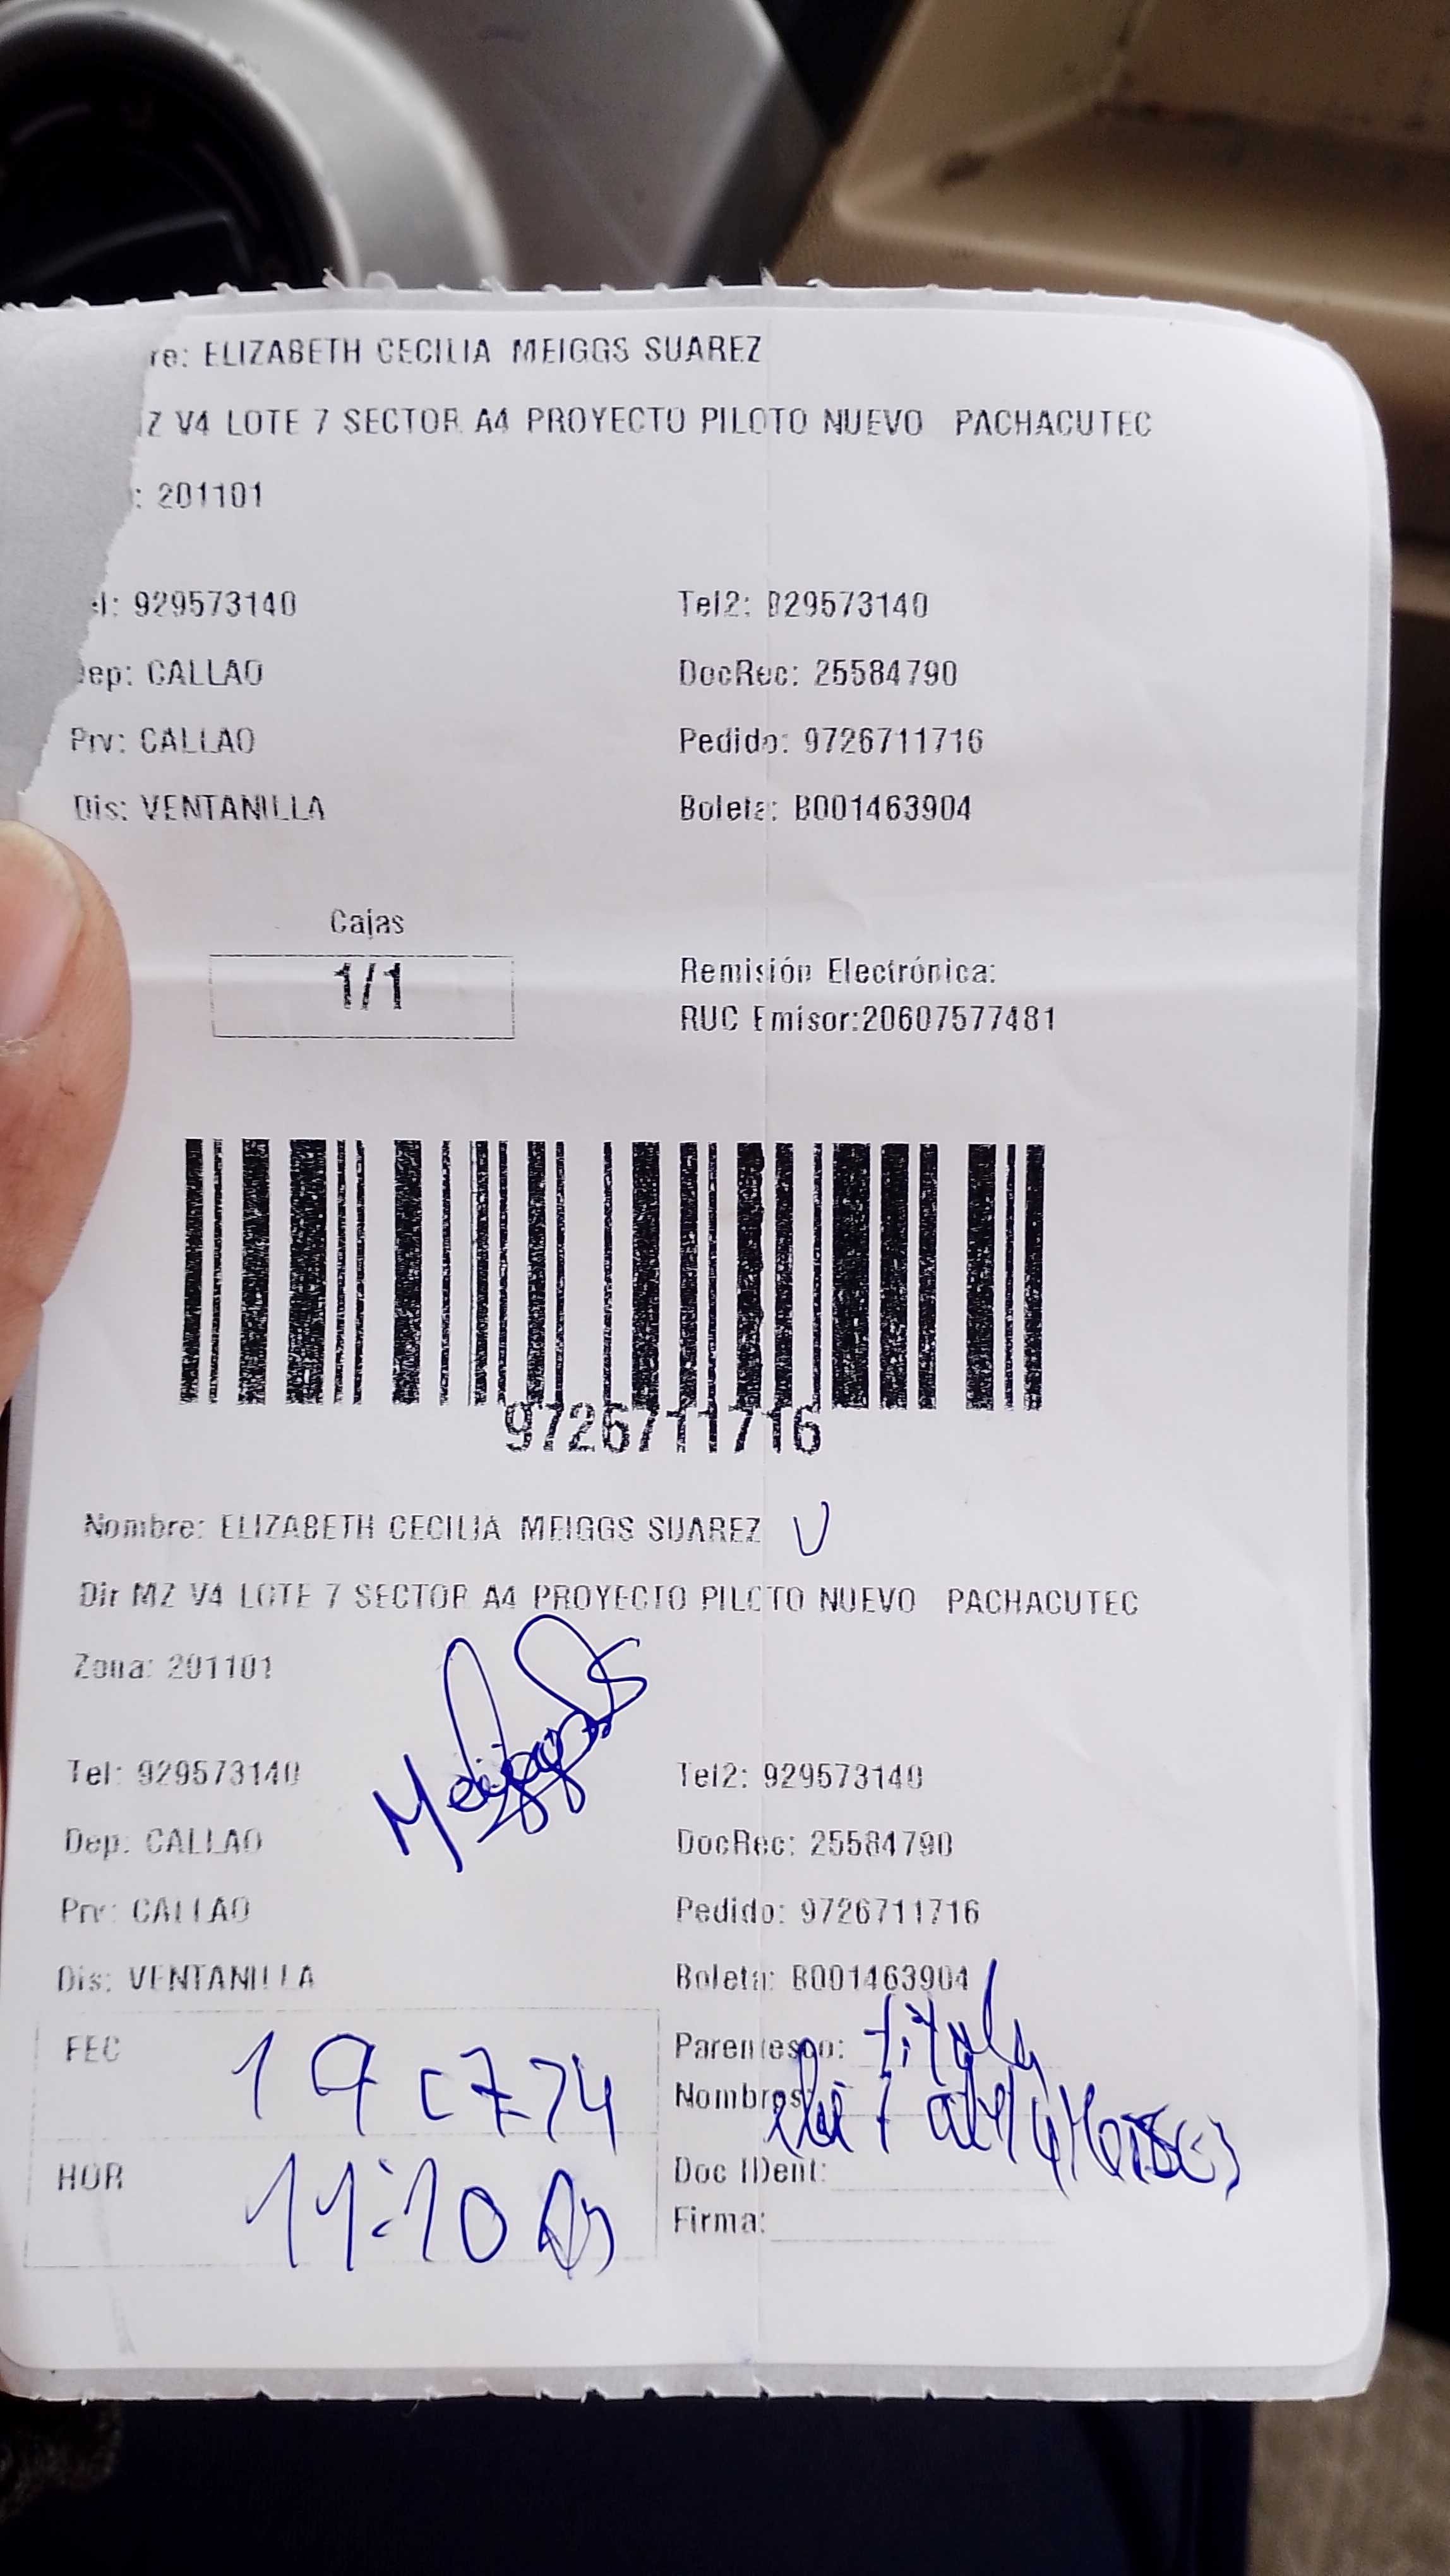 re: ELIZABETH CECILIA MEIGGS SUAREZ
Z V4 LOTE 7 SECTOR A4 PROYECTO PILOTO NUEVO PACHACUTEC
: 201101
el: 929573140 Tel2: 929573140
Dep: CALLAO DocRec: 25584790
Prv: CALLAO Pedido: 9726711716
Dis: VENTANILLA Boleta: B001463904
Cajas
1/1
Remisión Electrónica:
RUC Emisor:20607577481
9726711716
Nombre: ELIZABETH CECILIA MEIGGS SUAREZ
Dir MZ V4 LOTE 7 SECTOR A4 PROYECTO PILOTO NUEVO PACHACUTEC
Zona: 201101
Tel: 929573140 Tel2: 929573140
Dep: CALLAO DocRec: 25584790
Prv: CALLAO Pedido: 9726711716
Dis: VENTANILLA Boleta: B001463904
FEC
Parentesco:
Nombres:
HOR 11:10
Doc IDent:
Firma: